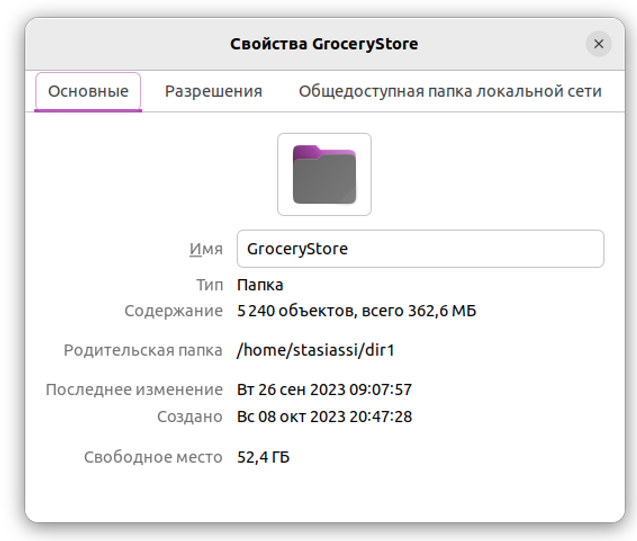 Свойства GroceryStore
Основные Разрешения Общедоступная папка локальной сети
Имя GroceryStore
Тип Папка
Содержание 5 240 объектов, всего 362,6 МБ
Родительская папка /home/stasiassi/dir1
Последнее изменение Вт 26 сен 2023 09:07:57
Создано Вс 08 окт 2023 20:47:28
Свободное место 52,4 ГБ